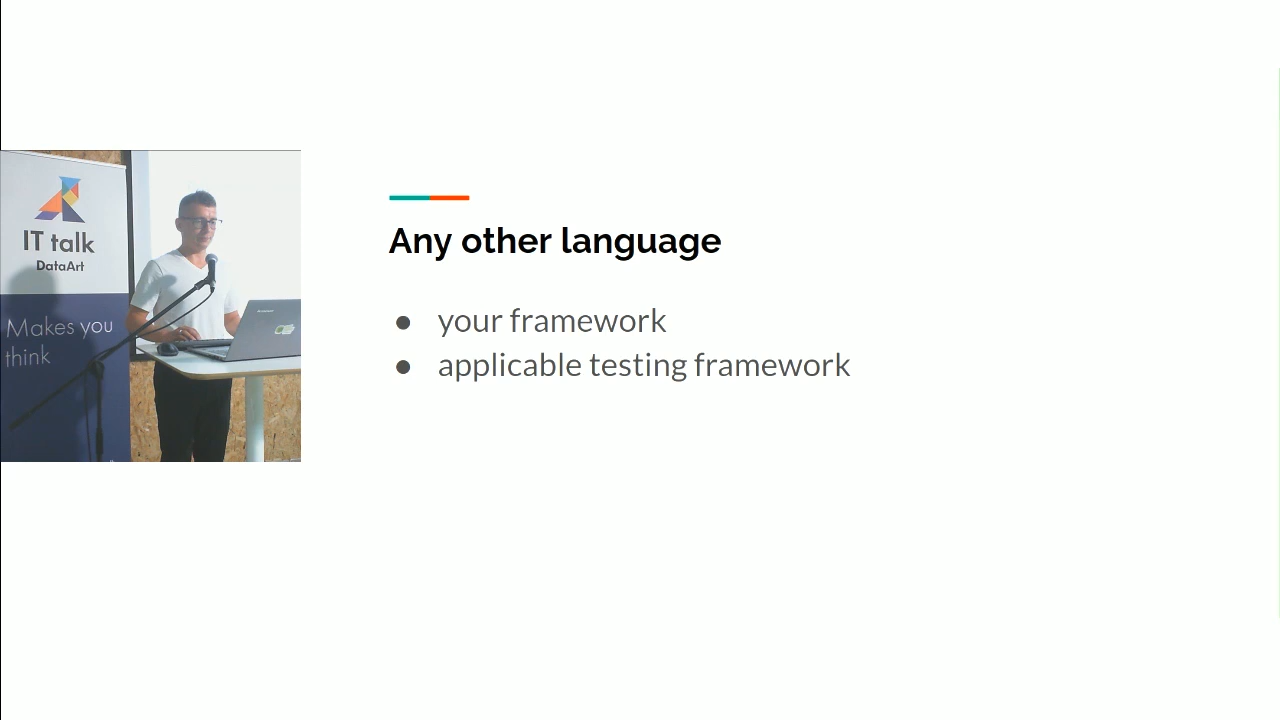 IT talk
DataArt
Makes you
think
Any other language
● your framework
● applicable testing framework